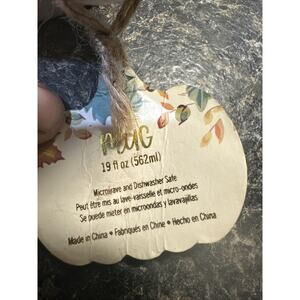 mug
19 fl oz (562ml)
Microwave and Dishwasher Safe
Peut être mis au lave-vaisselle et micro-ondes
Se puede meter en microondas y lavavajillas
Made in China • Fabriqués en Chine • Hecho en China